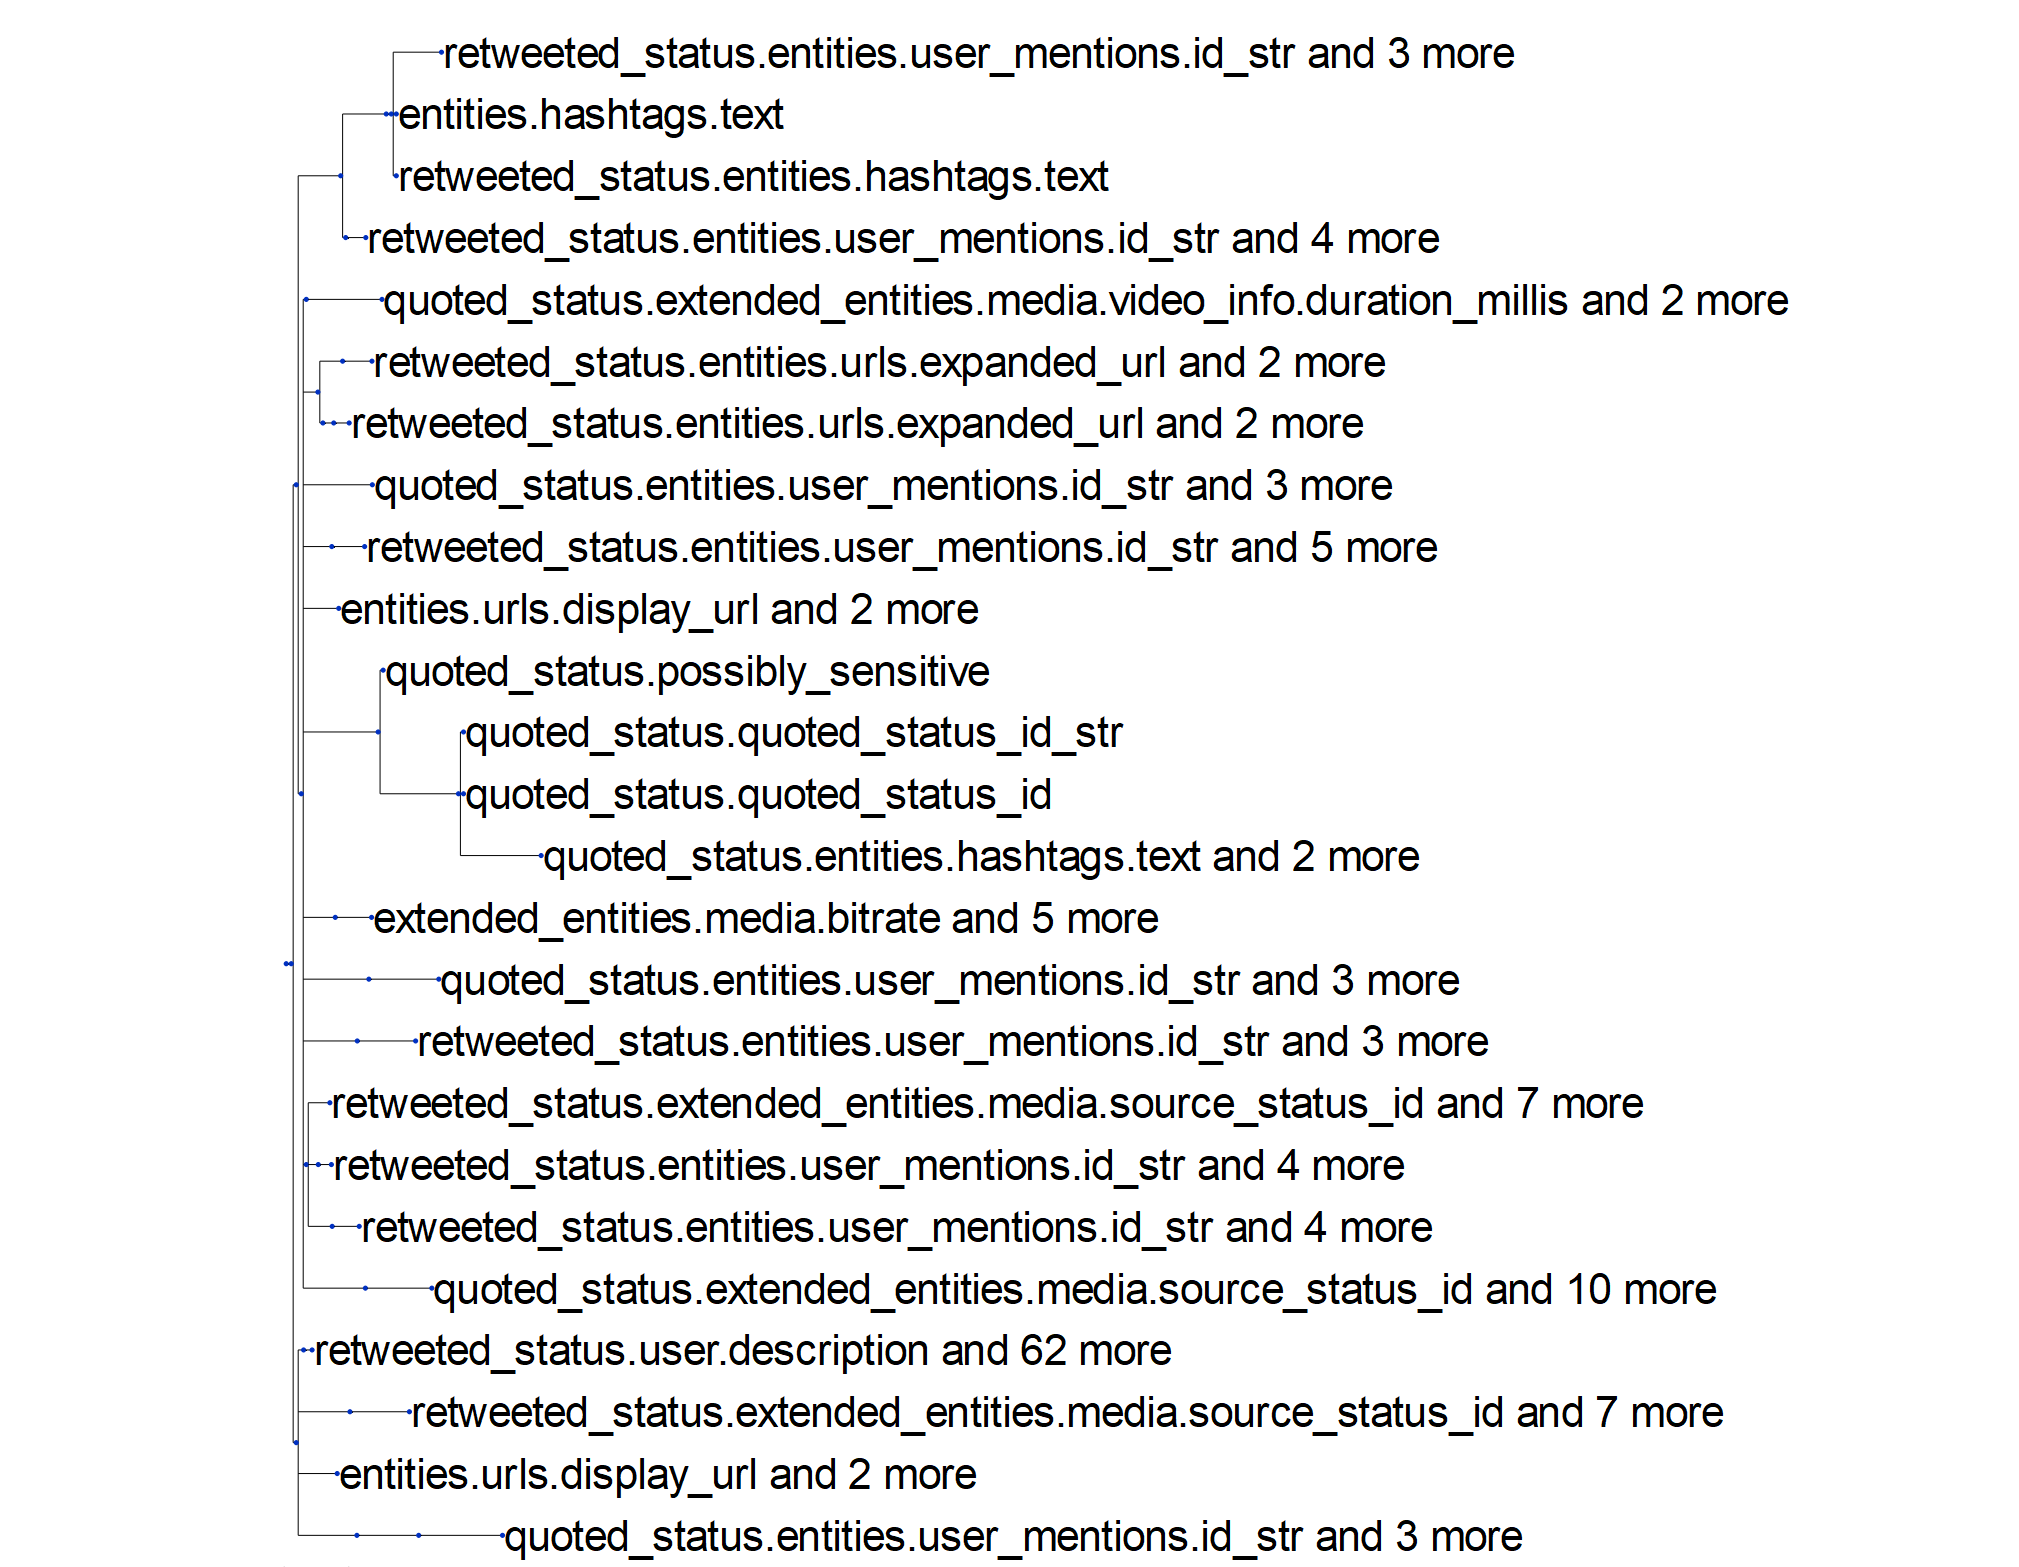 retweeted_status.entities.user_mentions.id_str and 3 more
entities.hashtags.text
retweeted_status.entities.hashtags.text
retweeted_status.entities.user_mentions.id_str and 4 more
quoted_status.extended_entities.media.video_info.duration_millis and 2 more
retweeted_status.entities.urls.expanded_url and 2 more
retweeted_status.entities.urls.expanded_url and 2 more
quoted_status.entities.user_mentions.id_str and 3 more
retweeted_status.entities.user_mentions.id_str and 5 more
entities.urls.display_url and 2 more
quoted_status.possibly_sensitive
quoted_status.quoted_status_id_str
quoted_status.quoted_status_id
quoted_status.entities.hashtags.text and 2 more
extended_entities.media.bitrate and 5 more
quoted_status.entities.user_mentions.id_str and 3 more
retweeted_status.entities.user_mentions.id_str and 3 more
retweeted_status.extended_entities.media.source_status_id and 7 more
retweeted_status.entities.user_mentions.id_str and 4 more
retweeted_status.entities.user_mentions.id_str and 4 more
quoted_status.extended_entities.media.source_status_id and 10 more
retweeted_status.user.description and 62 more
retweeted_status.extended_entities.media.source_status_id and 7 more
entities.urls.display_url and 2 more
quoted_status.entities.user_mentions.id_str and 3 more